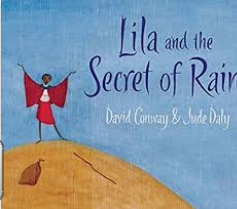 Lila and the
Secret of Rain
David Conway & Jude Daly